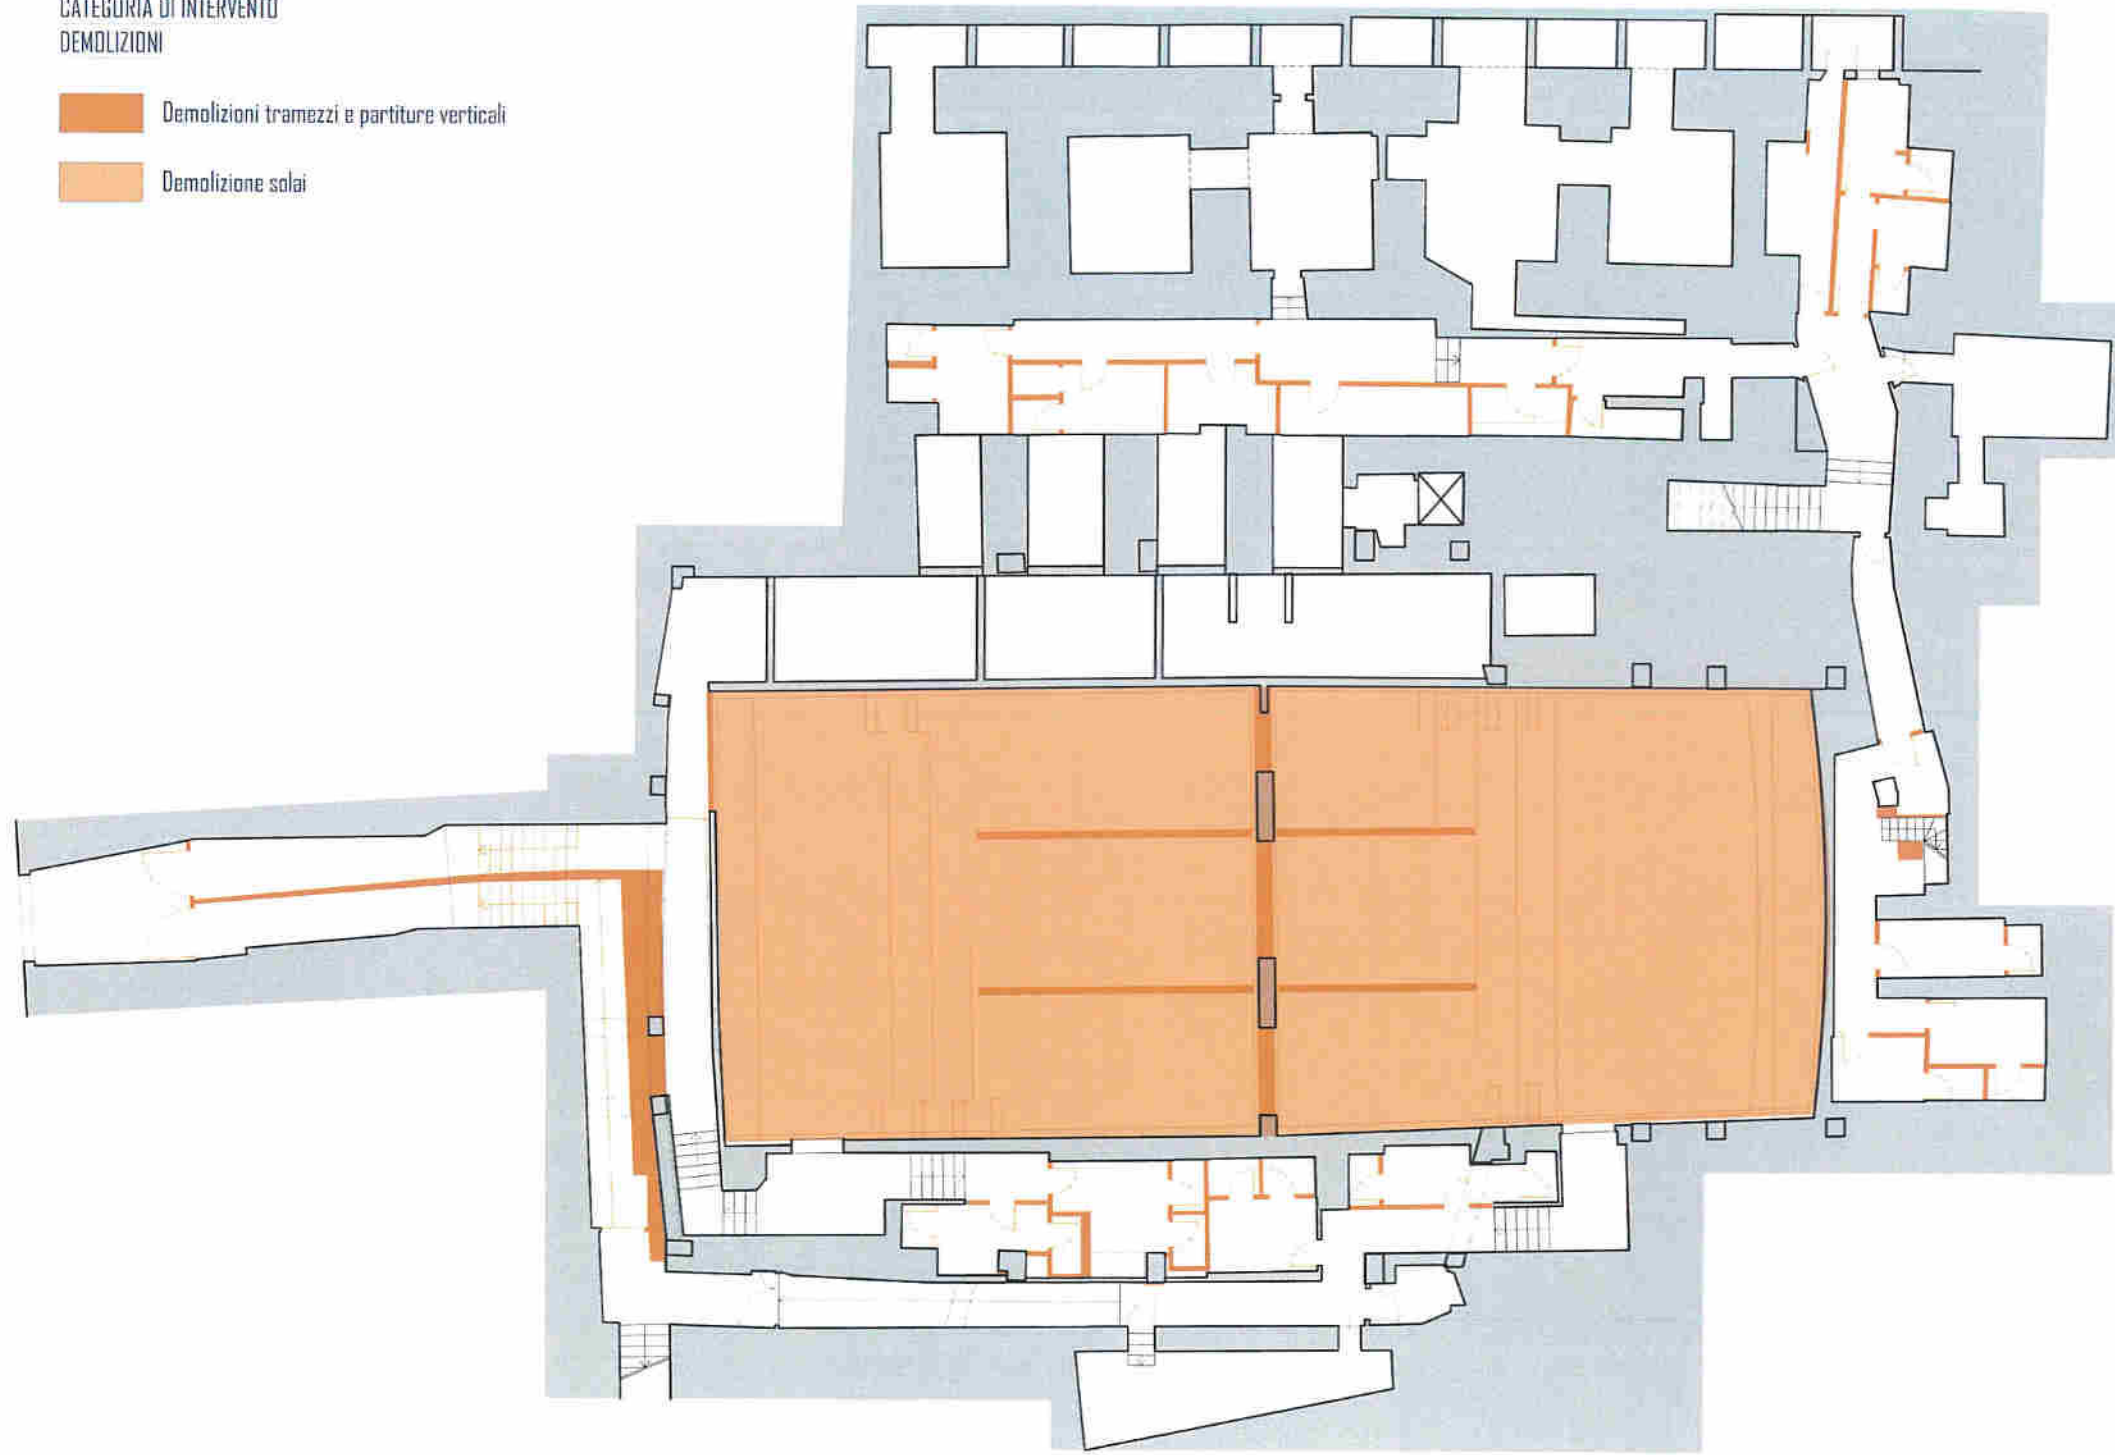 CATEGORIA DI INTERVENTO
DEMOLIZIONI
Demolizioni tramezzi e partiture verticali
Demolizione solai